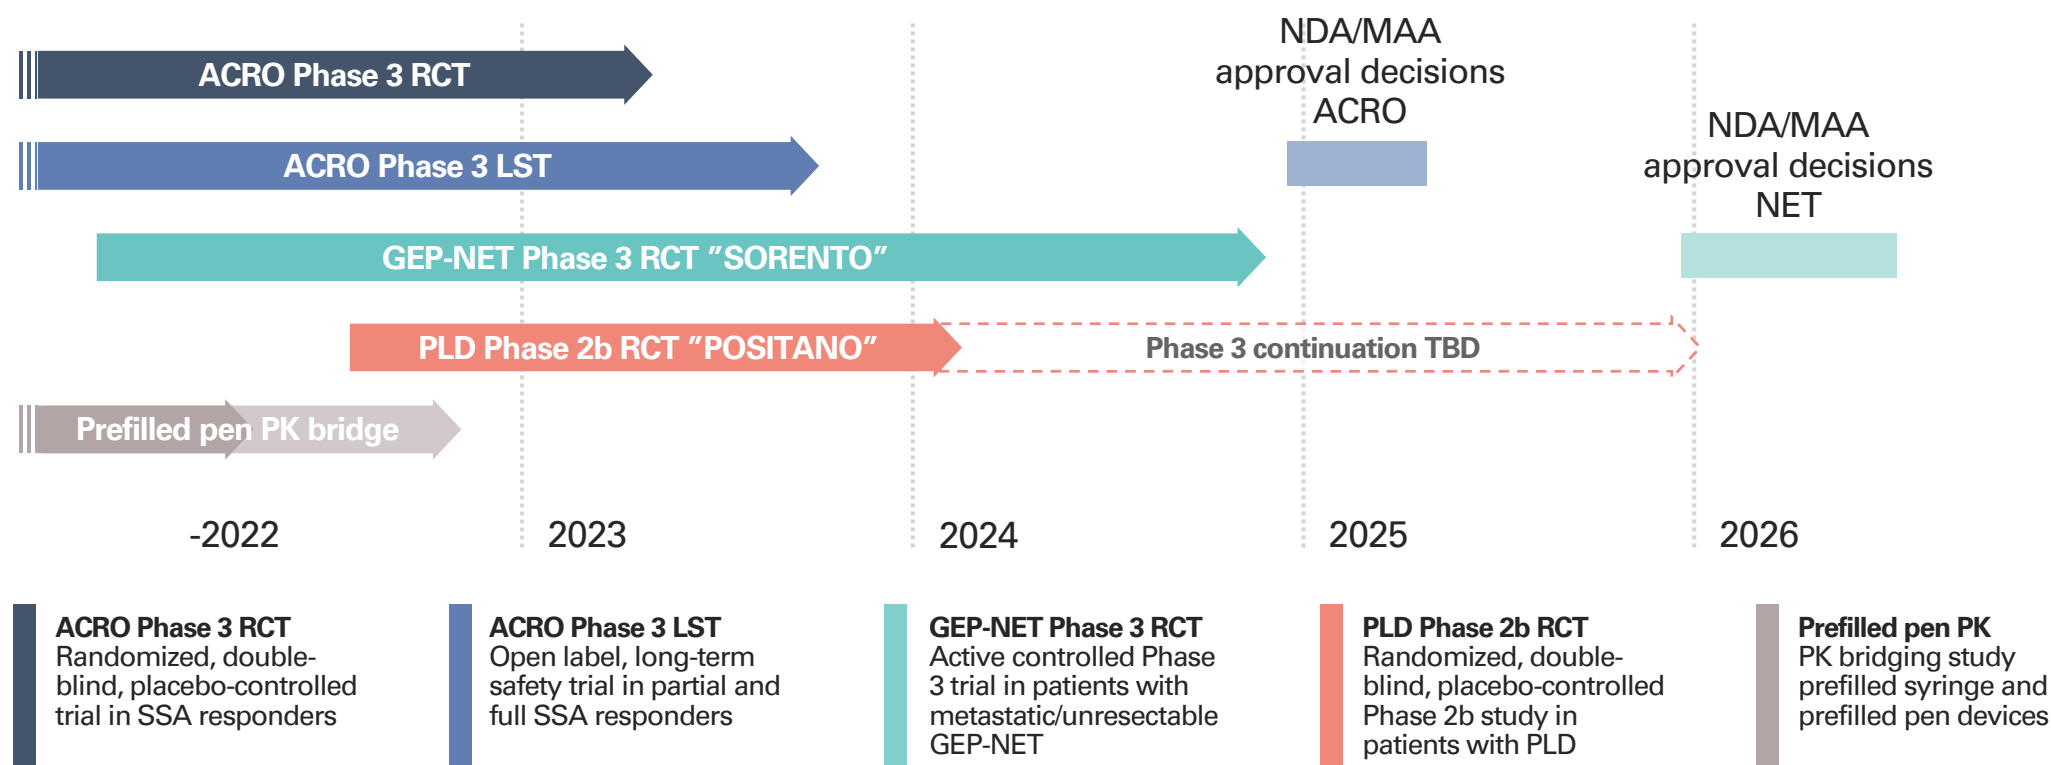 NDA/MAA
approval decisions
ACRO
ACRO Phase 3 RCT
NDA/MAA
approval decisions
NET
ACRO Phase 3 LST
GEP-NET Phase 3 RCT ”SORENTO”
PLD Phase 2b RCT ”POSITANO”
Phase 3 continuation TBD
Prefilled pen PK bridge
-2022
2023
2024
2025
2026
ACRO Phase 3 RCT
Randomized, double-
blind, placebo-controlled
trial in SSA responders
ACRO Phase 3 LST
Open label, long-term
safety trial in partial and
full SSA responders
GEP-NET Phase 3 RCT
Active controlled Phase
3 trial in patients with
metastatic/unresectable
GEP-NET
PLD Phase 2b RCT
Randomized, double-
blind, placebo-controlled
Phase 2b study in
patients with PLD
Prefilled pen PK
PK bridging study
prefilled syringe and
prefilled pen devices